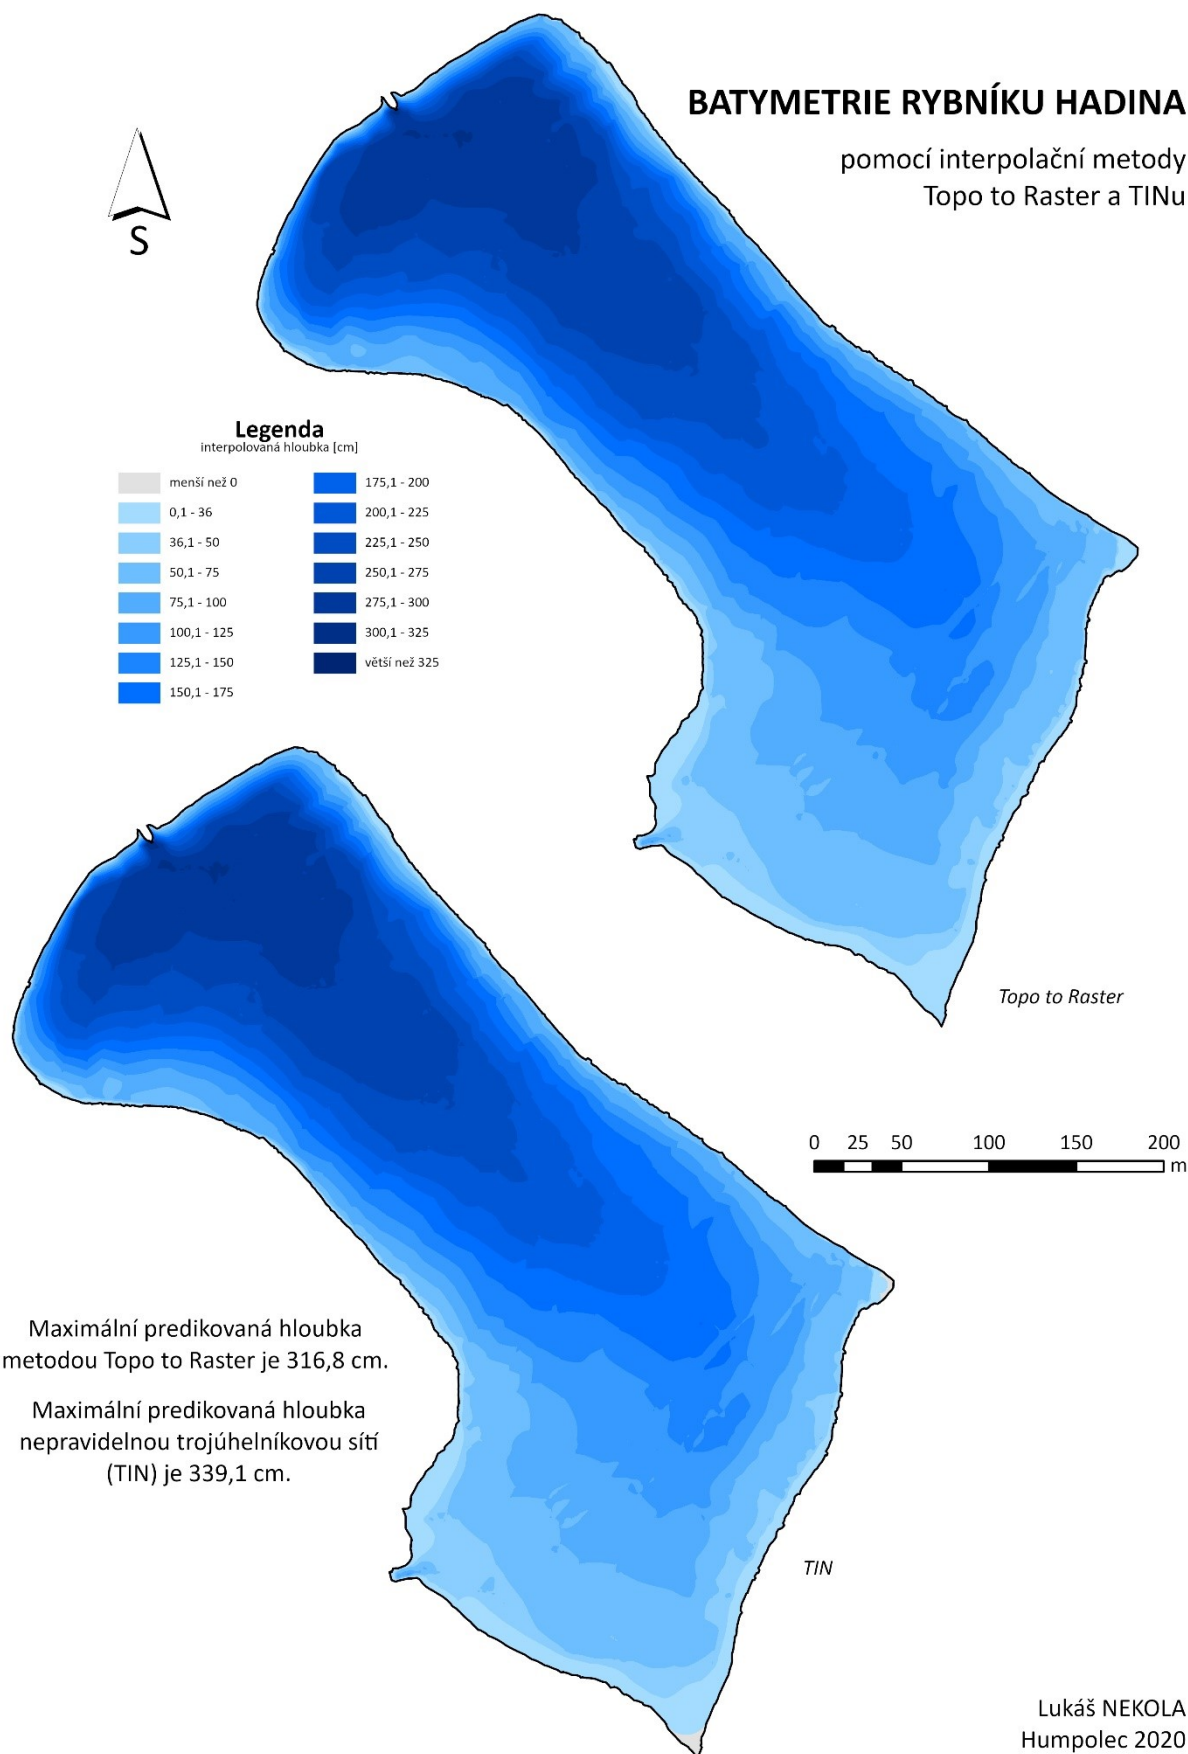 BATYMETRIE RYBNÍKU HADINA
pomocí interpolační metody
Topo to Raster a TINu
S
Legenda
interpolovaná hloubka [cm]
menší než 0
0,1 - 36
36,1 - 50
50,1 - 75
75,1 - 100
100,1 - 125
125,1 - 150
150,1 - 175
175,1 - 200
200,1 - 225
225,1 - 250
250,1 - 275
275,1 - 300
300,1 - 325
větší než 325
Topo to Raster
0 25 50 100 150 200
m
Maximální predikovaná hloubka
metodou Topo to Raster je 316,8 cm.
Maximální predikovaná hloubka
nepravidelnou trojúhelníkovou sítí
(TIN) je 339,1 cm.
TIN
Lukáš NEKOLA
Humpolec 2020